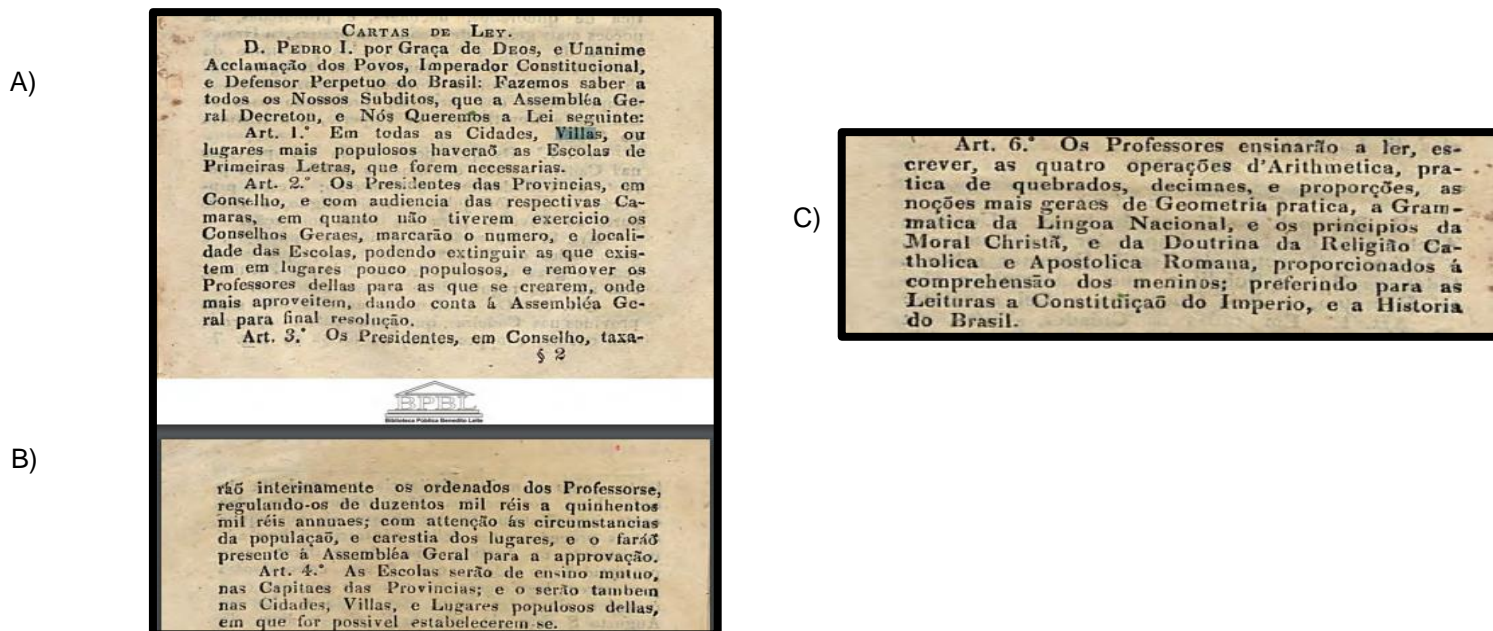 A)
CARTAS DE LEY.
D. PEDRO I. por Graça de DEOS, e Unanime
Acclamação dos Povos, Imperador Constitucional,
e Defensor Perpetuo do Brasil: Fazemos saber a
todos os Nossos Subditos, que a Assembléa Ge-
ral Decretou, e Nós Queremos a Lei seguinte:
Art. 1.° Em todas as Cidades, Villas, ou
lugares mais populosos haveraõ as Escolas de
Primeiras Letras, que forem necessarias.
Art. 2.° Os Presidentes das Provincias, em
Conselho, e com audiencia das respectivas Ca-
maras, em quanto não tiverem exercicio os
Conselhos Geraes, marcarão o numero, e locali-
dade das Escolas, podendo extinguir as que exis-
tem em lugares pouco populosos, e remover os
Professores dellas para as que se crearem, onde
mais aproveitem, dando conta á Assembléa Ge-
ral para final resolução.
Art. 3.° Os Presidentes, em Conselho, taxa-
§ 2
BPBL
Biblioteca Pública Benedito Leite
B)
ráõ interinamente os ordenados dos Professorse,
regulando-os de duzentos mil réis a quinhentos
mil réis annuaes; com attenção ás circumstancias
da populaçaõ, e carestia dos lugares, e o faráõ
presente á Assembléa Geral para a approvação.
Art. 4.° As Escolas serão de ensino mutuo,
nas Capitaes das Provincias; e o serão tambem
nas Cidades, Villas, e Lugares populosos dellas,
em que for possivel estabelecerem-se.
C)
Art. 6.° Os Professores ensinarão a ler, es-
crever, as quatro operações d'Arithmetica, pra-
tica de quebrados, decimaes, e proporções, as
noções mais geraes de Geometria pratica, a Gram-
matica da Lingoa Nacional, e os principios da
Moral Christã, e da Doutrina da Religião Ca-
tholica e Apostolica Romana, proporcionados á
comprehensão dos meninos; preferindo para as
Leituras a Constituiçaõ do Imperio, e a Historia
do Brasil.